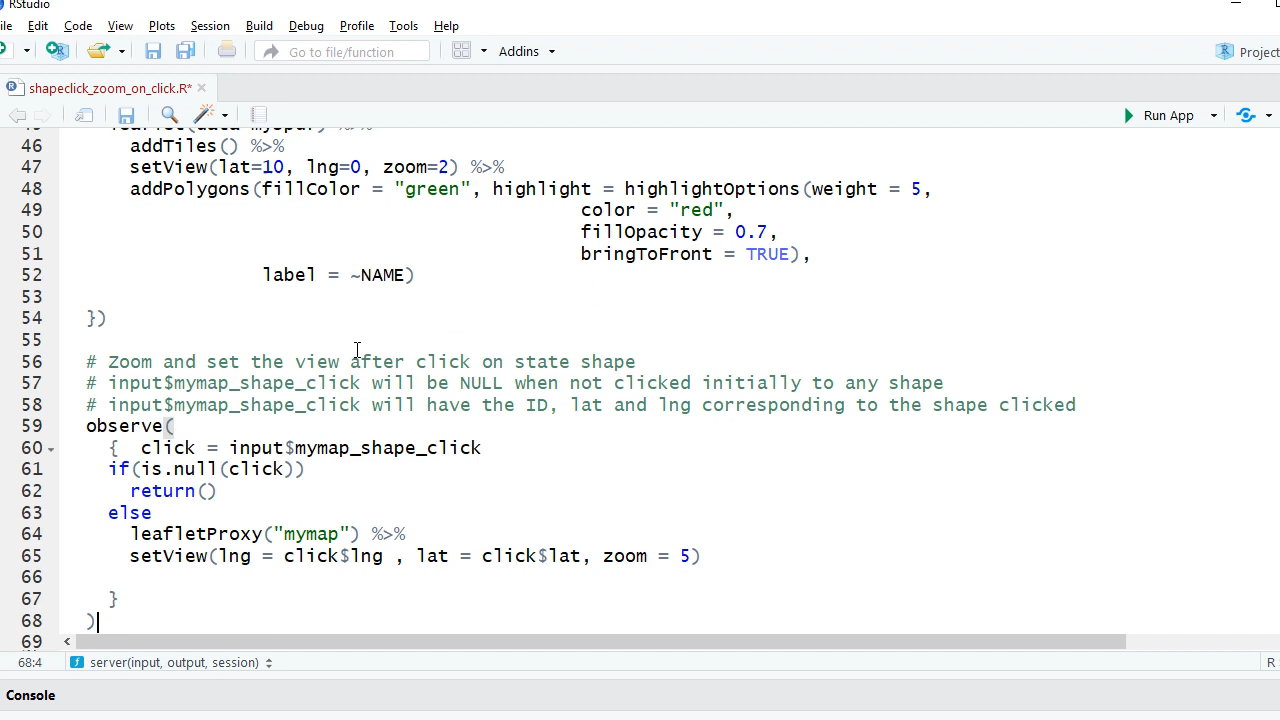 RStudio
ile Edit Code View Plots Session Build Debug Profile Tools Help
Go to file/function Addins Project
shapeclick_zoom_on_click.R*
Run App
46 addTiles() %>%
47 setView(lat=10, lng=0, zoom=2) %>%
48 addPolygons(fillColor = "green", highlight = highlightOptions(weight = 5,
49 color = "red",
50 fillOpacity = 0.7,
51 bringToFront = TRUE),
52 label = ~NAME)
53
54 })
55
56 # Zoom and set the view after click on state shape
57 # input$mymap_shape_click will be NULL when not clicked initially to any shape
58 # input$mymap_shape_click will have the ID, lat and lng corresponding to the shape clicked
59 observe(
60 { click = input$mymap_shape_click
61 if(is.null(click))
62 return()
63 else
64 leafletProxy("mymap") %>%
65 setView(lng = click$lng , lat = click$lat, zoom = 5)
66
67 }
68 )
69
68:4 server(input, output, session) R
Console